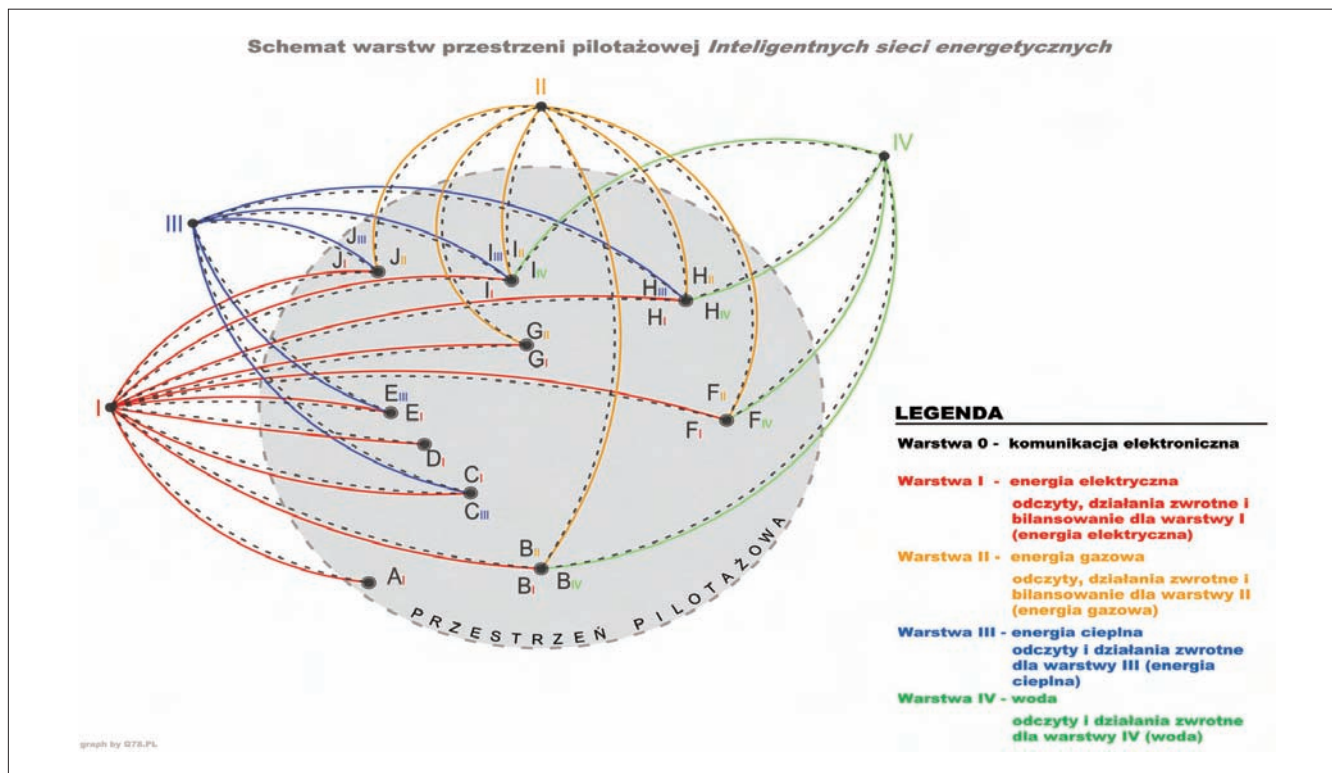 Schemat warstw przestrzeni pilotażowej Inteligentnych sieci energetycznych
II
IV
III
JIII
JI
JII
IIII
III
II
IIV
HIII
HII
HI
HIV
GII
GI
I
EIII
EI
FII
FI
FIV
DI
CI
CIII
BII
BI
BIV
AI
PRZESTRZEŃ PILOTAŻOWA
LEGENDA
Warstwa 0 - komunikacja elektroniczna
Warstwa I - energia elektryczna
odczyty, działania zwrotne i
bilansowanie dla warstwy I
(energia elektryczna)
Warstwa II - energia gazowa
odczyty, działania zwrotne i
bilansowanie dla warstwy II
(energia gazowa)
Warstwa III - energia cieplna
odczyty i działania zwrotne
dla warstwy III (energia
cieplna)
Warstwa IV - woda
odczyty i działania zwrotne
dla warstwy IV (woda)
graph by Q78.PL